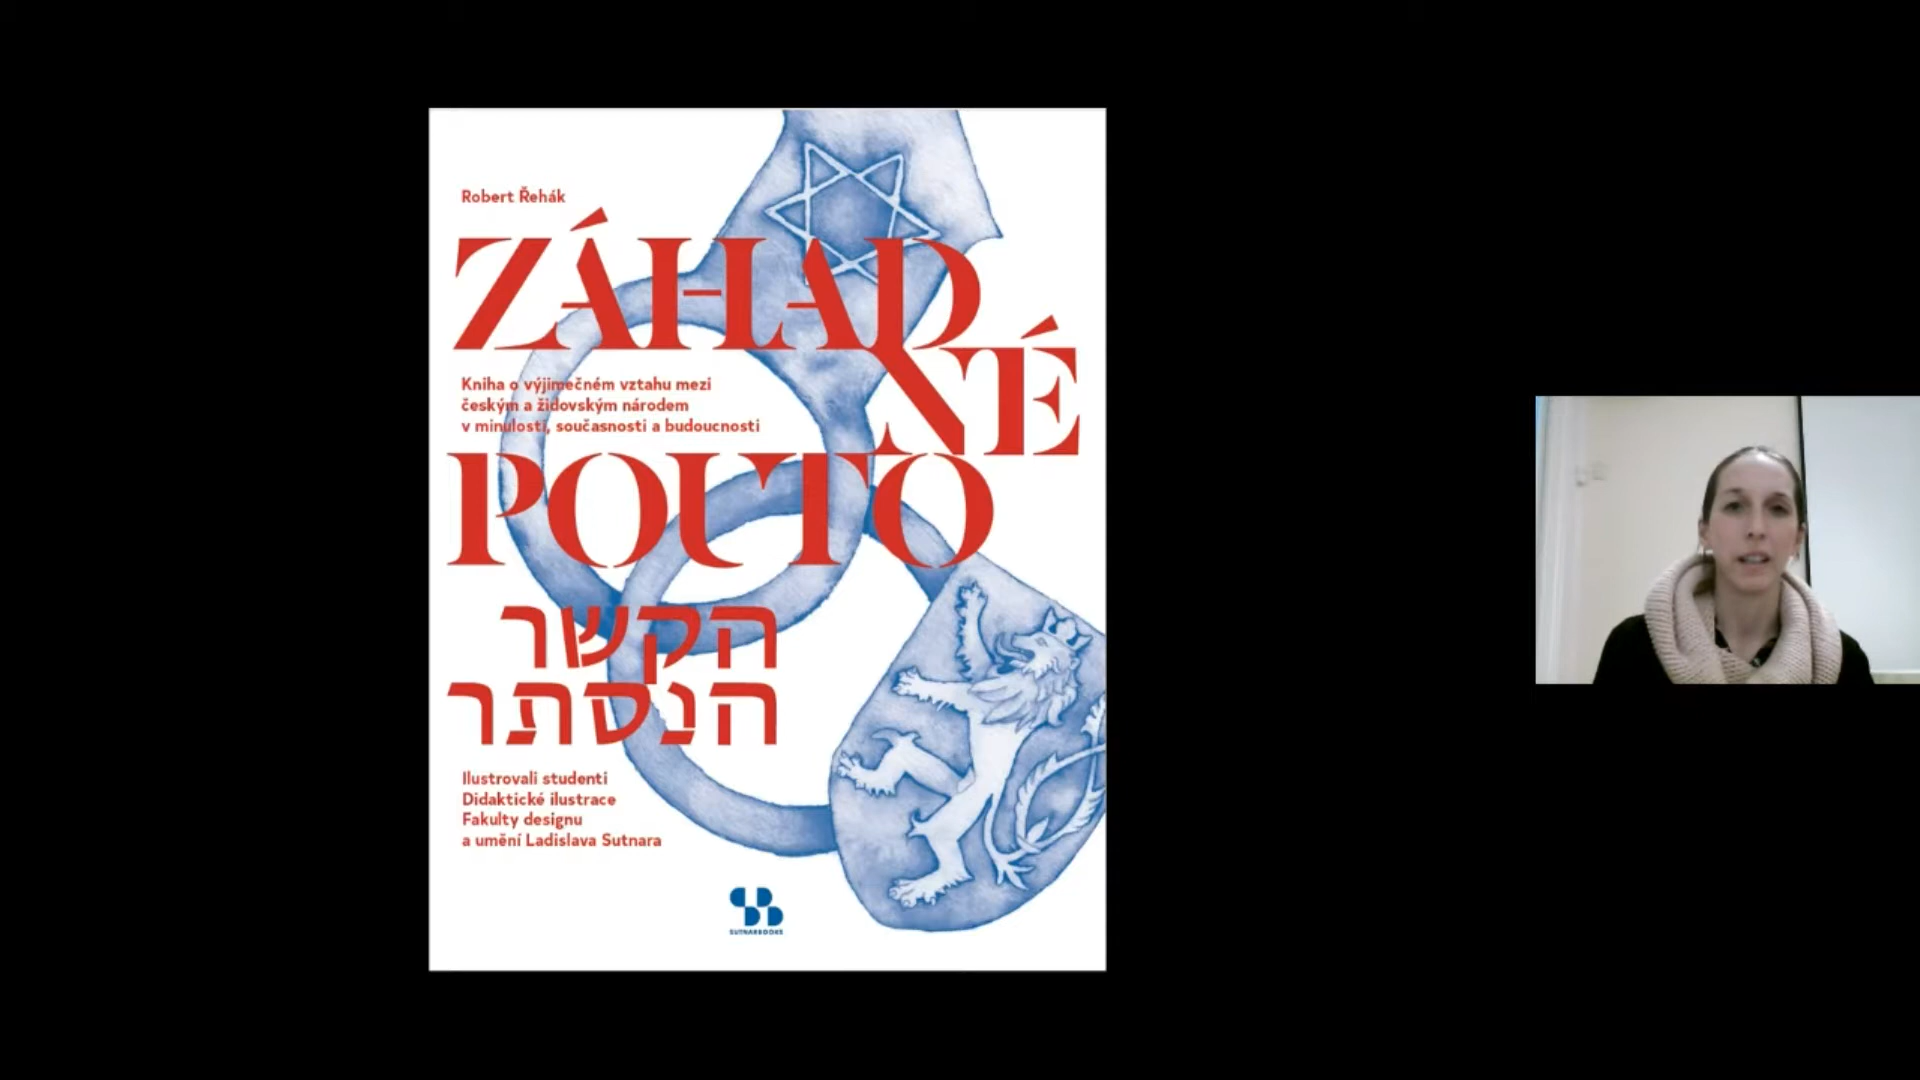 Robert Řehák
ZÁHAD
NÉ
Kniha o výjimečném vztahu mezi
českým a židovským národem
v minulosti, současnosti a budoucnosti
POUTO
הקשר
הנסתר
Ilustrovali studenti
Didaktické ilustrace
Fakulty designu
a umění Ladislava Sutnara
SUTNARBOOKS